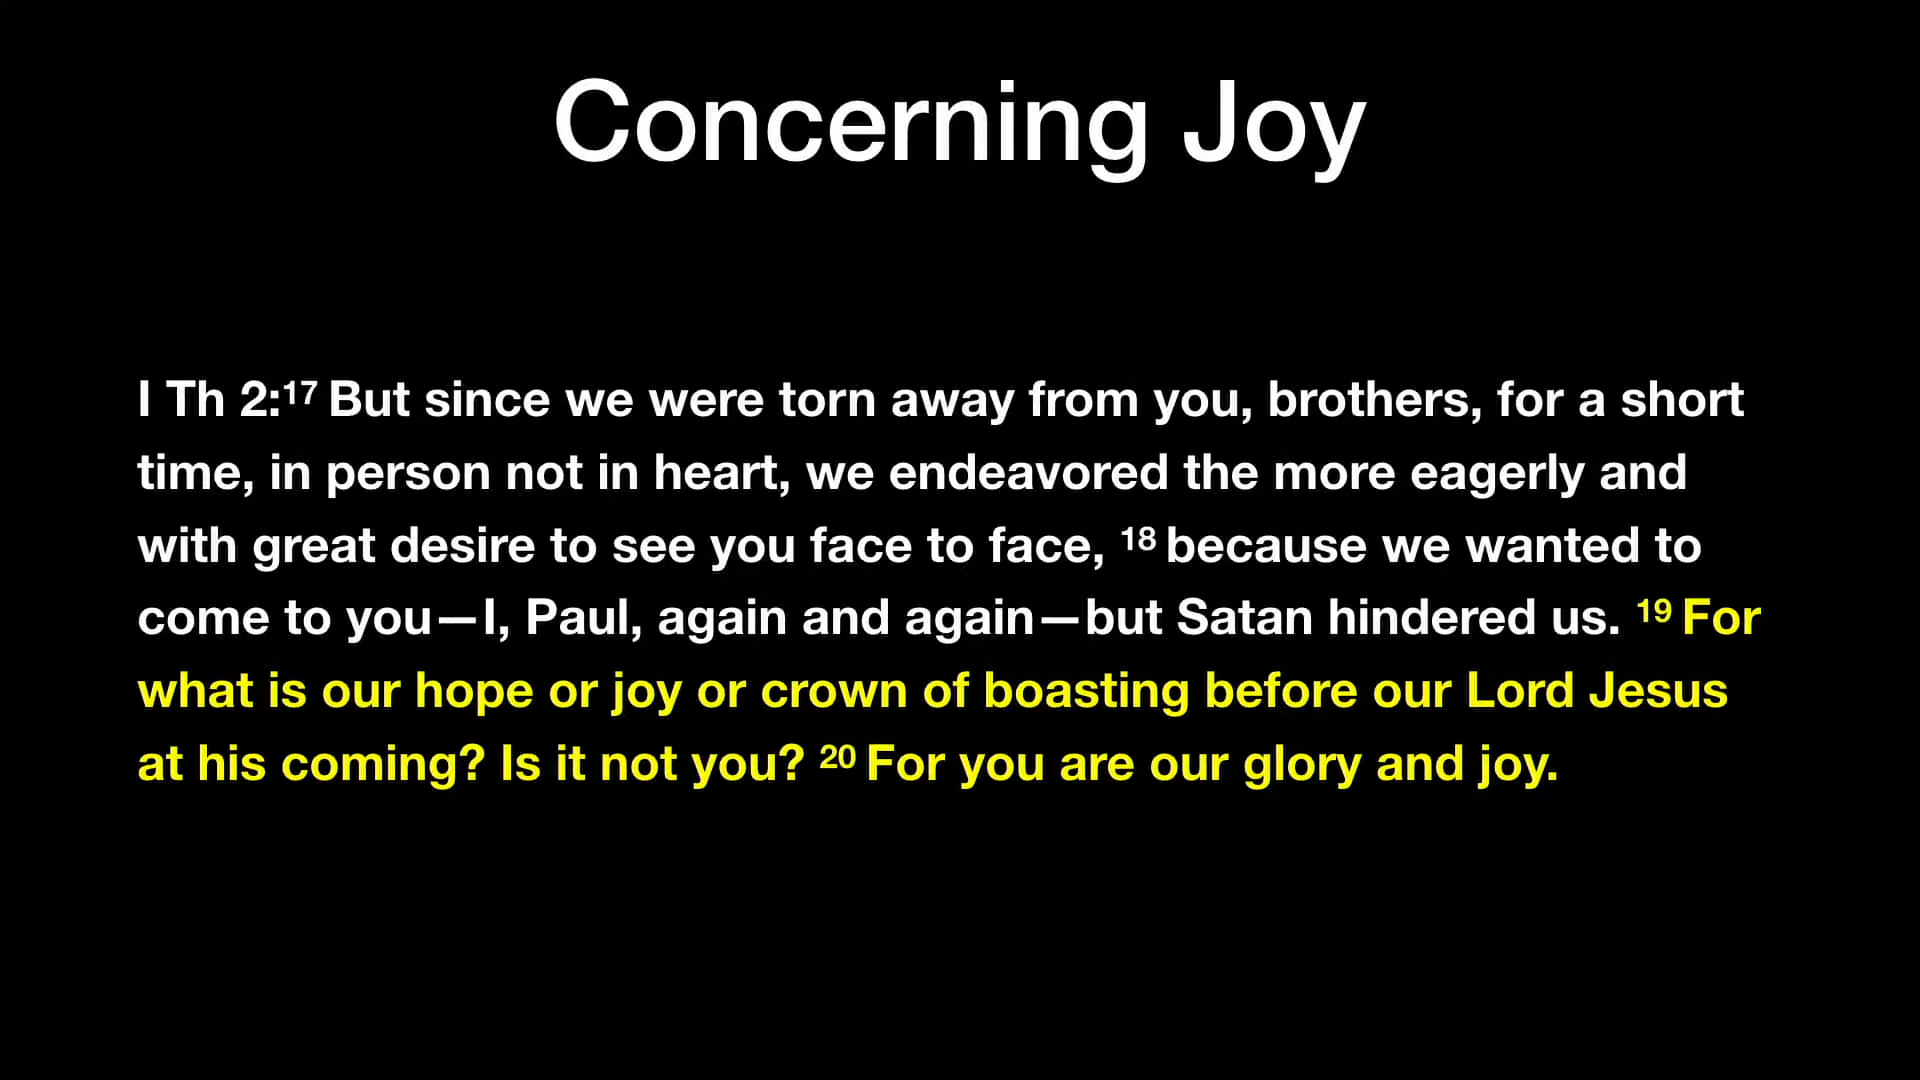 Concerning Joy
I Th 2:¹⁷ But since we were torn away from you, brothers, for a short
time, in person not in heart, we endeavored the more eagerly and
with great desire to see you face to face, ¹⁸ because we wanted to
come to you—I, Paul, again and again—but Satan hindered us. ¹⁹ For
what is our hope or joy or crown of boasting before our Lord Jesus
at his coming? Is it not you? ²⁰ For you are our glory and joy.